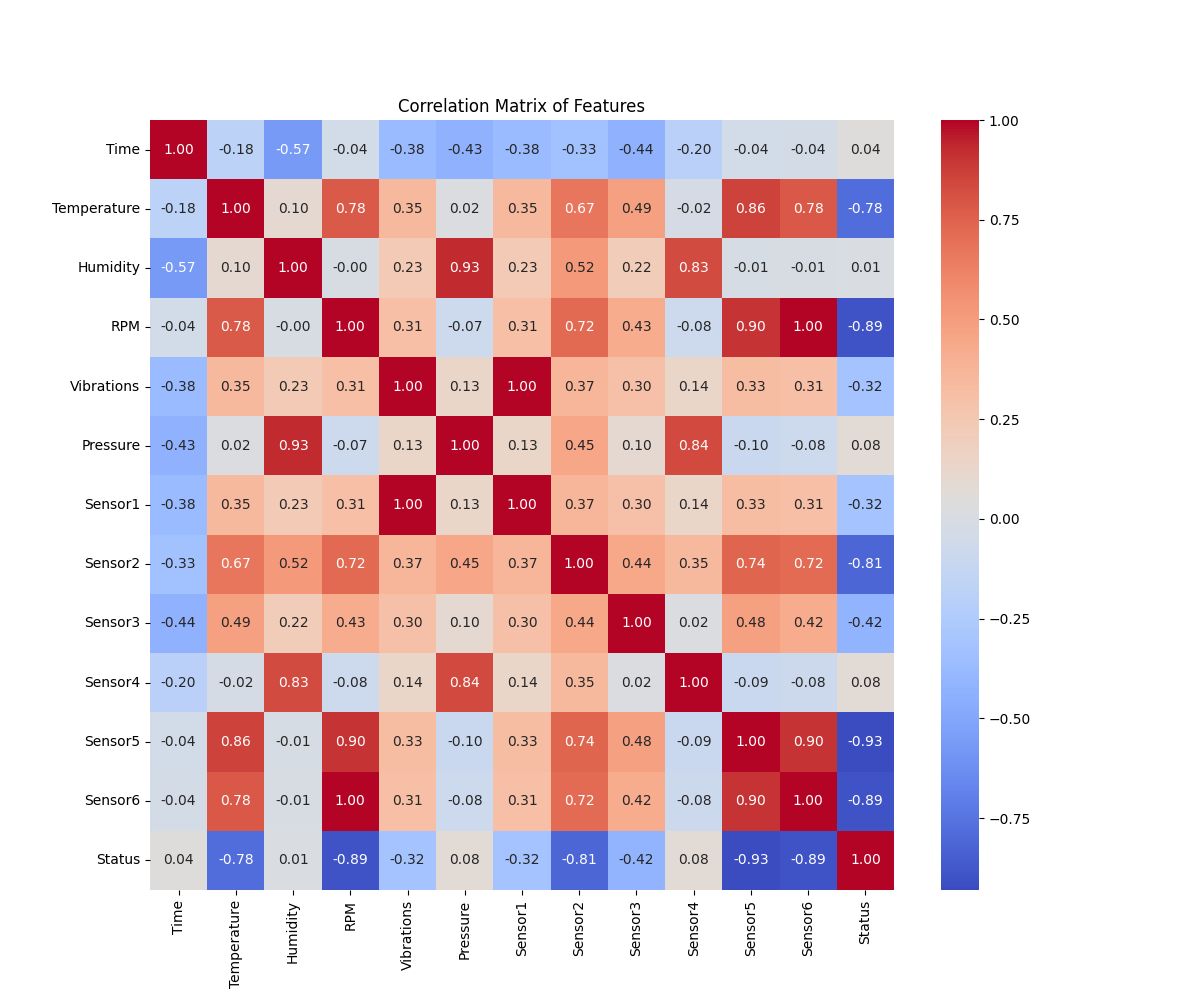 Correlation Matrix of Features
Time 1.00 -0.18 -0.57 -0.04 -0.38 -0.43 -0.38 -0.33 -0.44 -0.20 -0.04 -0.04 0.04
Temperature -0.18 1.00 0.10 0.78 0.35 0.02 0.35 0.67 0.49 -0.02 0.86 0.78 -0.78
Humidity -0.57 0.10 1.00 -0.00 0.23 0.93 0.23 0.52 0.22 0.83 -0.01 -0.01 0.01
RPM -0.04 0.78 -0.00 1.00 0.31 -0.07 0.31 0.72 0.43 -0.08 0.90 1.00 -0.89
Vibrations -0.38 0.35 0.23 0.31 1.00 0.13 1.00 0.37 0.30 0.14 0.33 0.31 -0.32
Pressure -0.43 0.02 0.93 -0.07 0.13 1.00 0.13 0.45 0.10 0.84 -0.10 -0.08 0.08
Sensor1 -0.38 0.35 0.23 0.31 1.00 0.13 1.00 0.37 0.30 0.14 0.33 0.31 -0.32
Sensor2 -0.33 0.67 0.52 0.72 0.37 0.45 0.37 1.00 0.44 0.35 0.74 0.72 -0.81
Sensor3 -0.44 0.49 0.22 0.43 0.30 0.10 0.30 0.44 1.00 0.02 0.48 0.42 -0.42
Sensor4 -0.20 -0.02 0.83 -0.08 0.14 0.84 0.14 0.35 0.02 1.00 -0.09 -0.08 0.08
Sensor5 -0.04 0.86 -0.01 0.90 0.33 -0.10 0.33 0.74 0.48 -0.09 1.00 0.90 -0.93
Sensor6 -0.04 0.78 -0.01 1.00 0.31 -0.08 0.31 0.72 0.42 -0.08 0.90 1.00 -0.89
Status 0.04 -0.78 0.01 -0.89 -0.32 0.08 -0.32 -0.81 -0.42 0.08 -0.93 -0.89 1.00
Time Temperature Humidity RPM Vibrations Pressure Sensor1 Sensor2 Sensor3 Sensor4 Sensor5 Sensor6 Status
1.00
0.75
0.50
0.25
0.00
−0.25
−0.50
−0.75